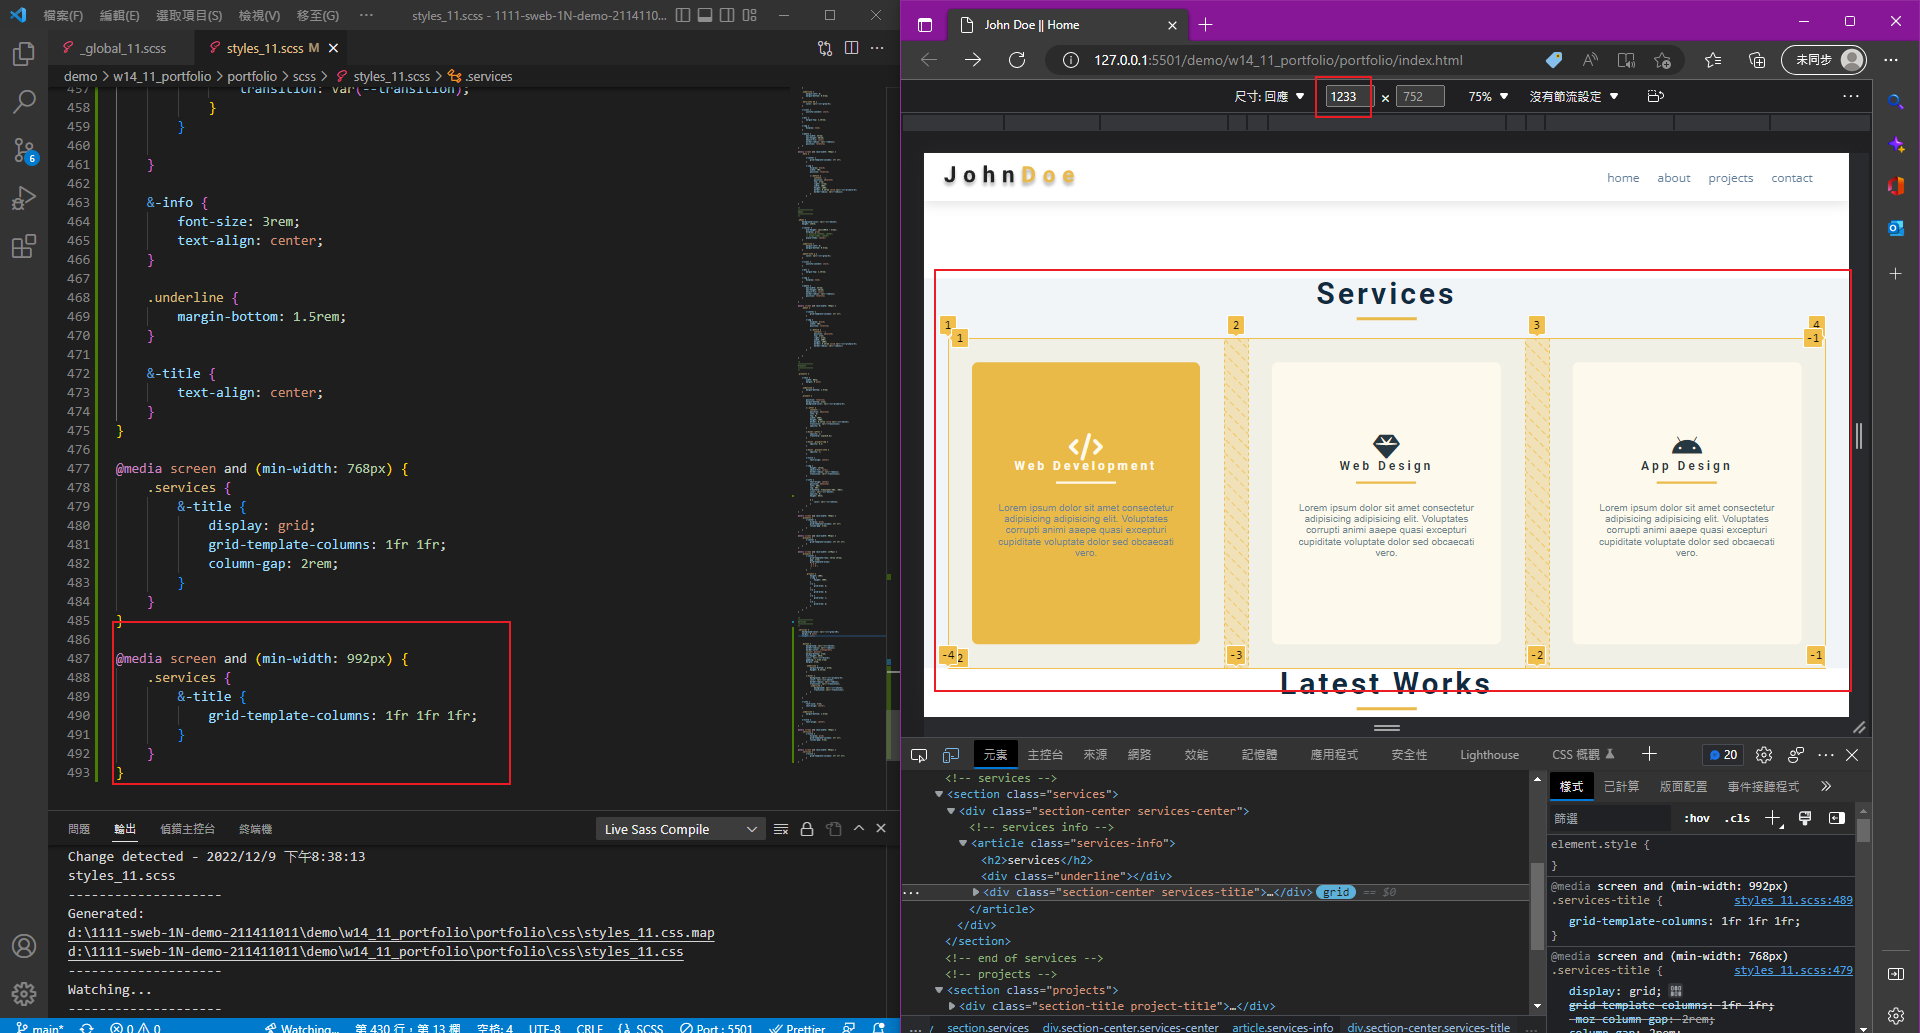 檔案(F) 編輯(E) 選取項目(S) 檢視(V) 移至(G) ··· styles_11.scss - 1111-sweb-1N-demo-2114110...
_global_11.scss styles_11.scss M
demo > w14_11_portfolio > portfolio > scss > styles_11.scss > .services
457 transition: var(--transition);
458 }
459 }
460
461 }
462
463 &-info {
464 font-size: 3rem;
465 text-align: center;
466 }
467
468 .underline {
469 margin-bottom: 1.5rem;
470 }
471
472 &-title {
473 text-align: center;
474 }
475 }
476
477 @media screen and (min-width: 768px) {
478 .services {
479 &-title {
480 display: grid;
481 grid-template-columns: 1fr 1fr;
482 column-gap: 2rem;
483 }
484 }
485 }
486
487 @media screen and (min-width: 992px) {
488 .services {
489 &-title {
490 grid-template-columns: 1fr 1fr 1fr;
491 }
492 }
493 }
6
問題 輸出 偵錯主控台 終端機 Live Sass Compile
Change detected - 2022/12/9 下午8:38:13
styles_11.scss
--------------------
Generated:
d:\1111-sweb-1N-demo-211411011\demo\w14_11_portfolio\portfolio\css\styles_11.css.map
d:\1111-sweb-1N-demo-211411011\demo\w14_11_portfolio\portfolio\css\styles_11.css
--------------------
Watching...
--------------------
main* 0 0 Watching... 第 430 行，第 13 欄 空格: 4 UTF-8 CRLF {} SCSS Port : 5501 Prettier
John Doe || Home
127.0.0.1:5501/demo/w14_11_portfolio/portfolio/index.html 未同步
尺寸: 回應 1233 × 752 75% 沒有節流設定
JohnDoe
home about projects contact
Services
1 2 3 4
1 -1
Web Development
Lorem ipsum dolor sit amet consectetur
adipisicing adipisicing elit. Voluptates
corrupti animi aaepe quasi excepturi
cupiditate voluptate dolor sed obcaecati
vero.
Web Design
Lorem ipsum dolor sit amet consectetur
adipisicing adipisicing elit. Voluptates
corrupti animi aaepe quasi excepturi
cupiditate voluptate dolor sed obcaecati
vero.
App Design
Lorem ipsum dolor sit amet consectetur
adipisicing adipisicing elit. Voluptates
corrupti animi aaepe quasi excepturi
cupiditate voluptate dolor sed obcaecati
vero.
-4 2 -3 -2 -1
Latest Works
元素 主控台 來源 網路 效能 記憶體 應用程式 安全性 Lighthouse CSS 概觀 20
<!-- services -->
<section class="services">
<div class="section-center services-center">
<!-- services info -->
<article class="services-info">
<h2>services</h2>
<div class="underline"></div>
<div class="section-center services-title">…</div> grid == $0
</article>
</div>
</section>
<!-- end of services -->
<!-- projects -->
<section class="projects">
<div class="section-title project-title">…</div>
... / section.services div.section-center.services-center article.services-info div.section-center.services-title ...
樣式 已計算 版面配置 事件接聽程式
篩選 :hov .cls
element.style {
}
@media screen and (min-width: 992px)
.services-title { styles_11.scss:489
grid-template-columns: 1fr 1fr 1fr;
}
@media screen and (min-width: 768px)
.services-title { styles_11.scss:479
display: grid;
grid-template-columns: 1fr 1fr;
-moz-column-gap: 2rem;
column-gap: 2rem;